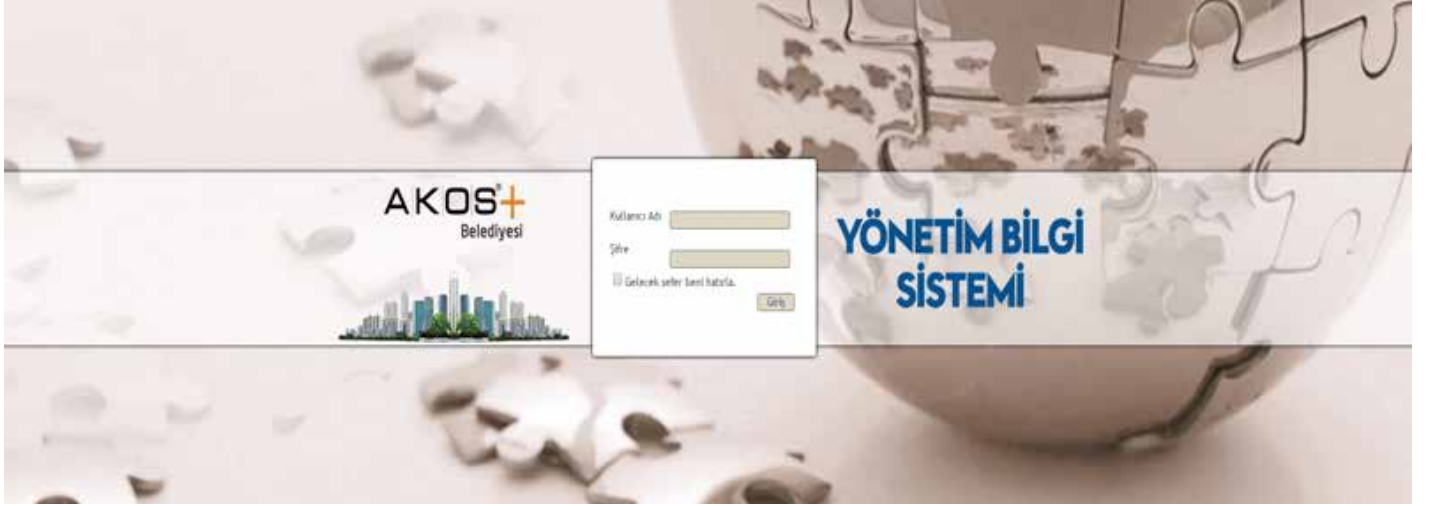 AKOS®+
Belediyesi
Kullanıcı Adı
Şifre
Gelecek sefer beni hatırla.
Giriş
YÖNETİM BİLGİ
SİSTEMİ